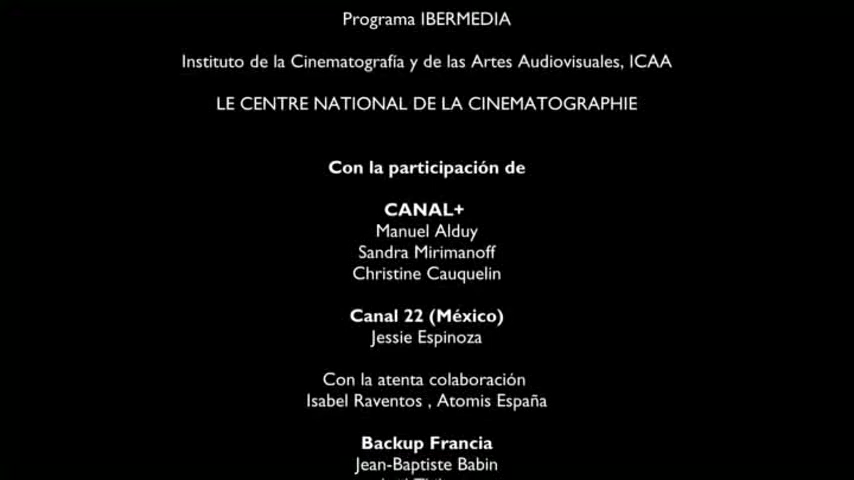 Programa IBERMEDIA
Instituto de la Cinematografía y de las Artes Audiovisuales, ICAA
LE CENTRE NATIONAL DE LA CINEMATOGRAPHIE
Con la participación de
CANAL+
Manuel Alduy
Sandra Mirimanoff
Christine Cauquelin
Canal 22 (México)
Jessie Espinoza
Con la atenta colaboración
Isabel Raventos , Atomis España
Backup Francia
Jean-Baptiste Babin